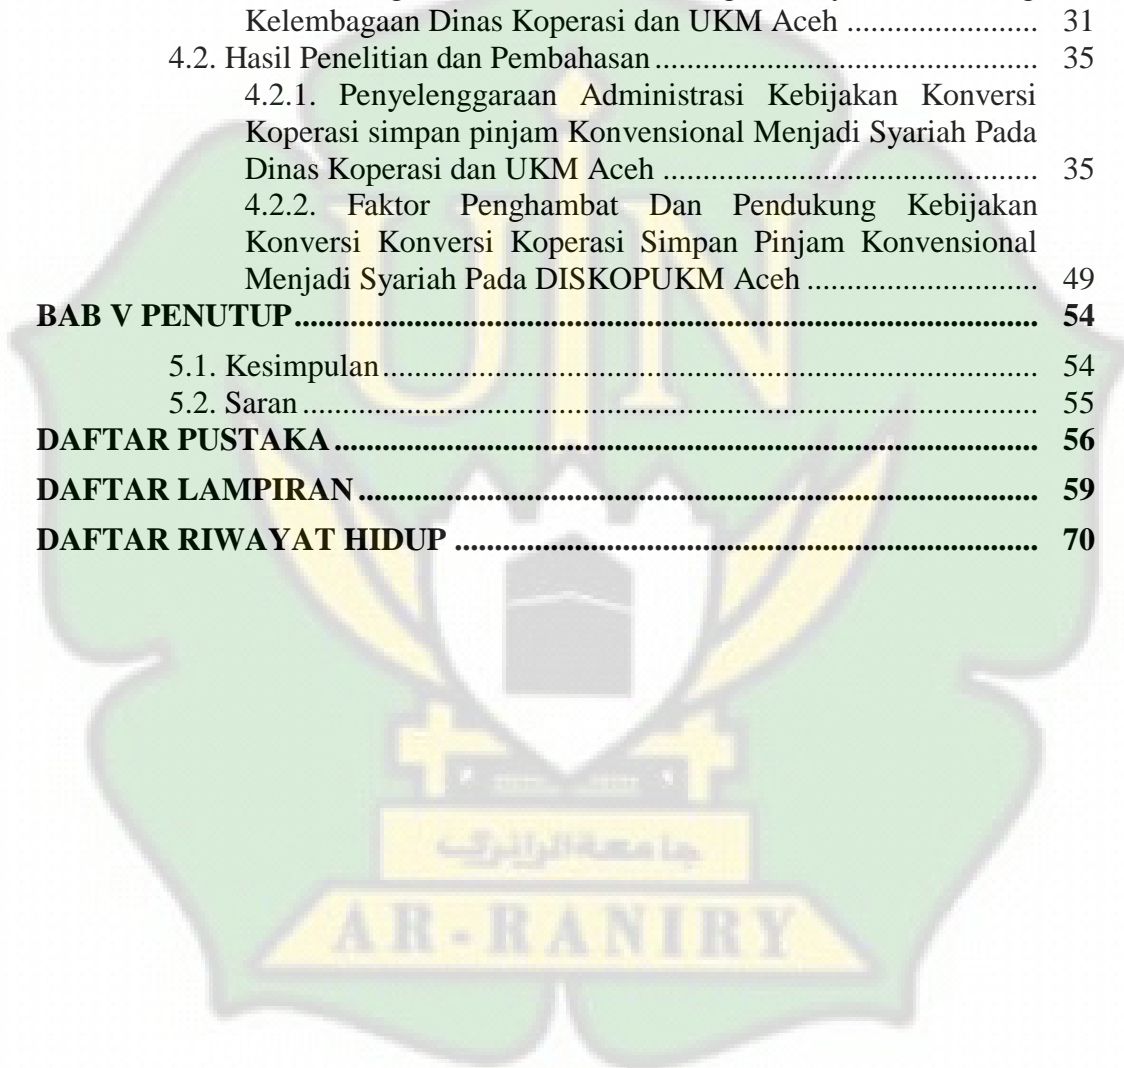 Kelembagaan Dinas Koperasi dan UKM Aceh ........................ 31
4.2. Hasil Penelitian dan Pembahasan ................................................ 35
4.2.1. Penyelenggaraan Administrasi Kebijakan Konversi
Koperasi simpan pinjam Konvensional Menjadi Syariah Pada
Dinas Koperasi dan UKM Aceh ............................................... 35
4.2.2. Faktor Penghambat Dan Pendukung Kebijakan
Konversi Konversi Koperasi Simpan Pinjam Konvensional
Menjadi Syariah Pada DISKOPUKM Aceh ............................. 49
BAB V PENUTUP ............................................................................................. 54
5.1. Kesimpulan .................................................................................. 54
5.2. Saran ............................................................................................ 55
DAFTAR PUSTAKA ........................................................................................ 56
DAFTAR LAMPIRAN ..................................................................................... 59
DAFTAR RIWAYAT HIDUP ......................................................................... 70
UIN
جامعة الرانري
AR-RANIRY